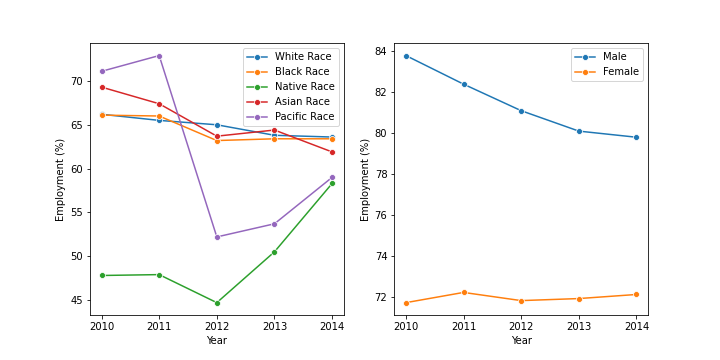 White Race
Black Race
Native Race
Asian Race
Pacific Race
70
65
60
55
50
45
Employment (%)
2010 2011 2012 2013 2014
Year
Male
Female
84
82
80
78
76
74
72
Employment (%)
2010 2011 2012 2013 2014
Year